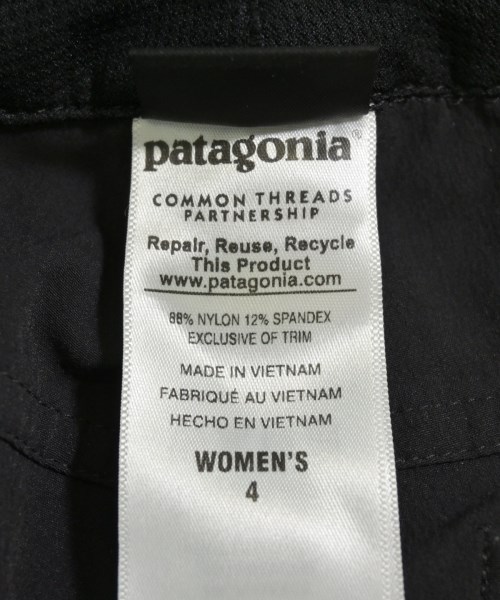 patagonia®
COMMON THREADS
PARTNERSHIP
Repair, Reuse, Recycle
This Product
www.patagonia.com
88% NYLON 12% SPANDEX
EXCLUSIVE OF TRIM
MADE IN VIETNAM
FABRIQUÉ AU VIETNAM
HECHO EN VIETNAM
WOMEN'S
4